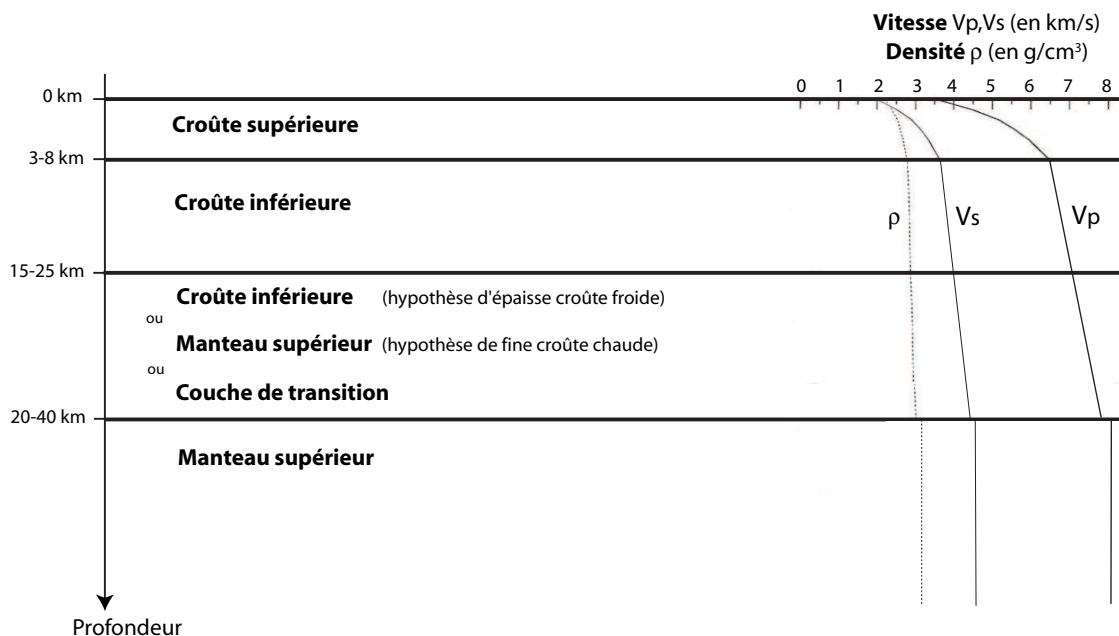 Vitesse Vp,Vs (en km/s)
Densité ρ (en g/cm³)
0 1 2 3 4 5 6 7 8
0 km
Croûte supérieure
3-8 km
Croûte inférieure
ρ Vs Vp
15-25 km
Croûte inférieure (hypothèse d'épaisse croûte froide)
ou
Manteau supérieur (hypothèse de fine croûte chaude)
ou
Couche de transition
20-40 km
Manteau supérieur
Profondeur